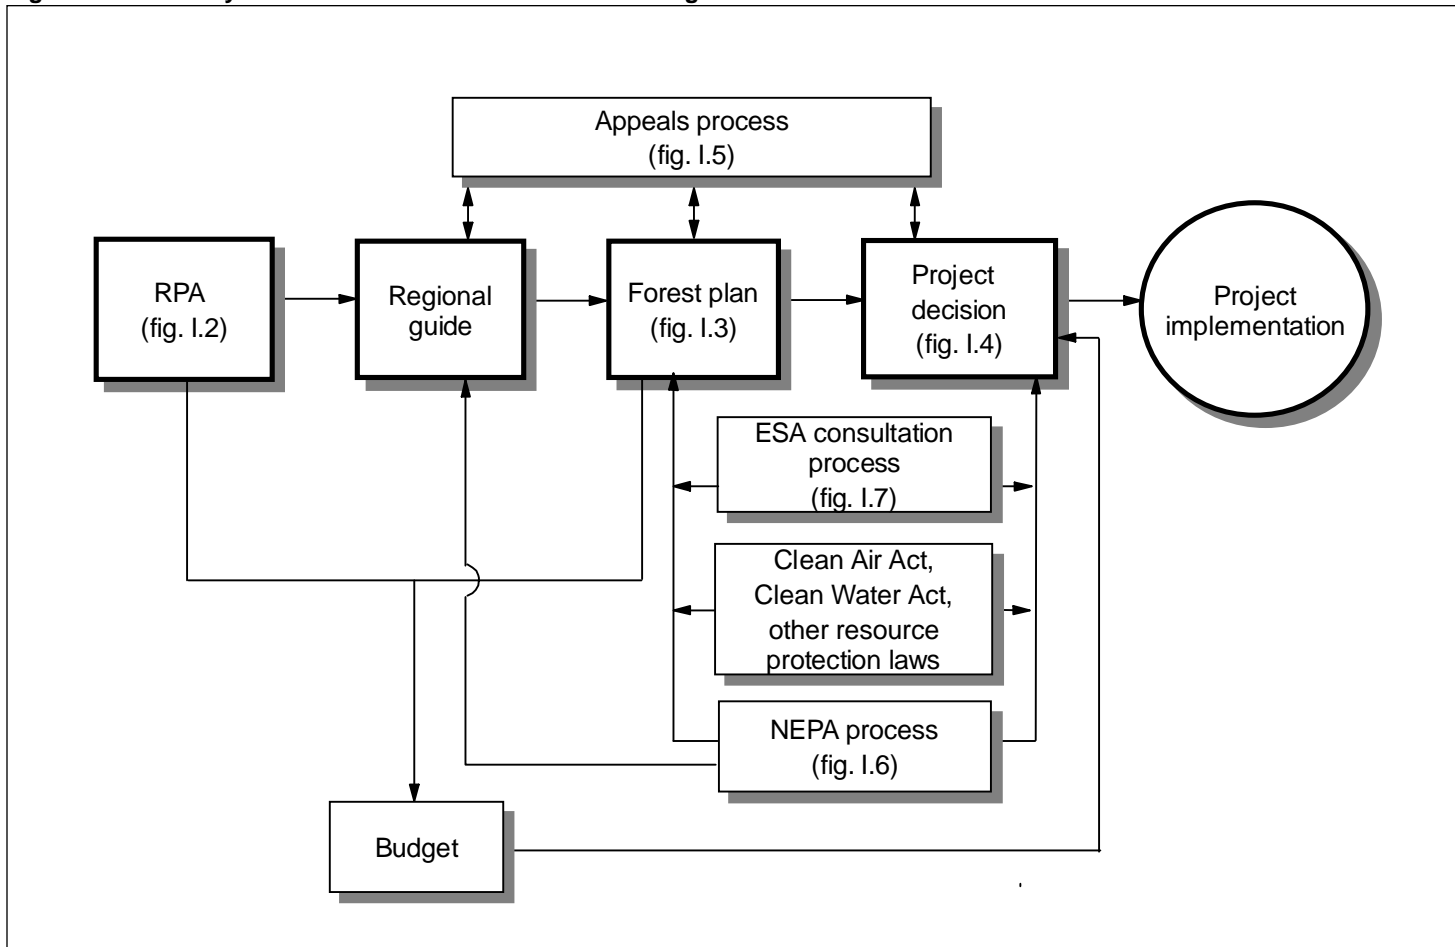 Appeals process
(fig. I.5)
RPA
(fig. I.2)
Regional
guide
Forest plan
(fig. I.3)
Project
decision
(fig. I.4)
Project
implementation
ESA consultation
process
(fig. I.7)
Clean Air Act,
Clean Water Act,
other resource
protection laws
NEPA process
(fig. I.6)
Budget